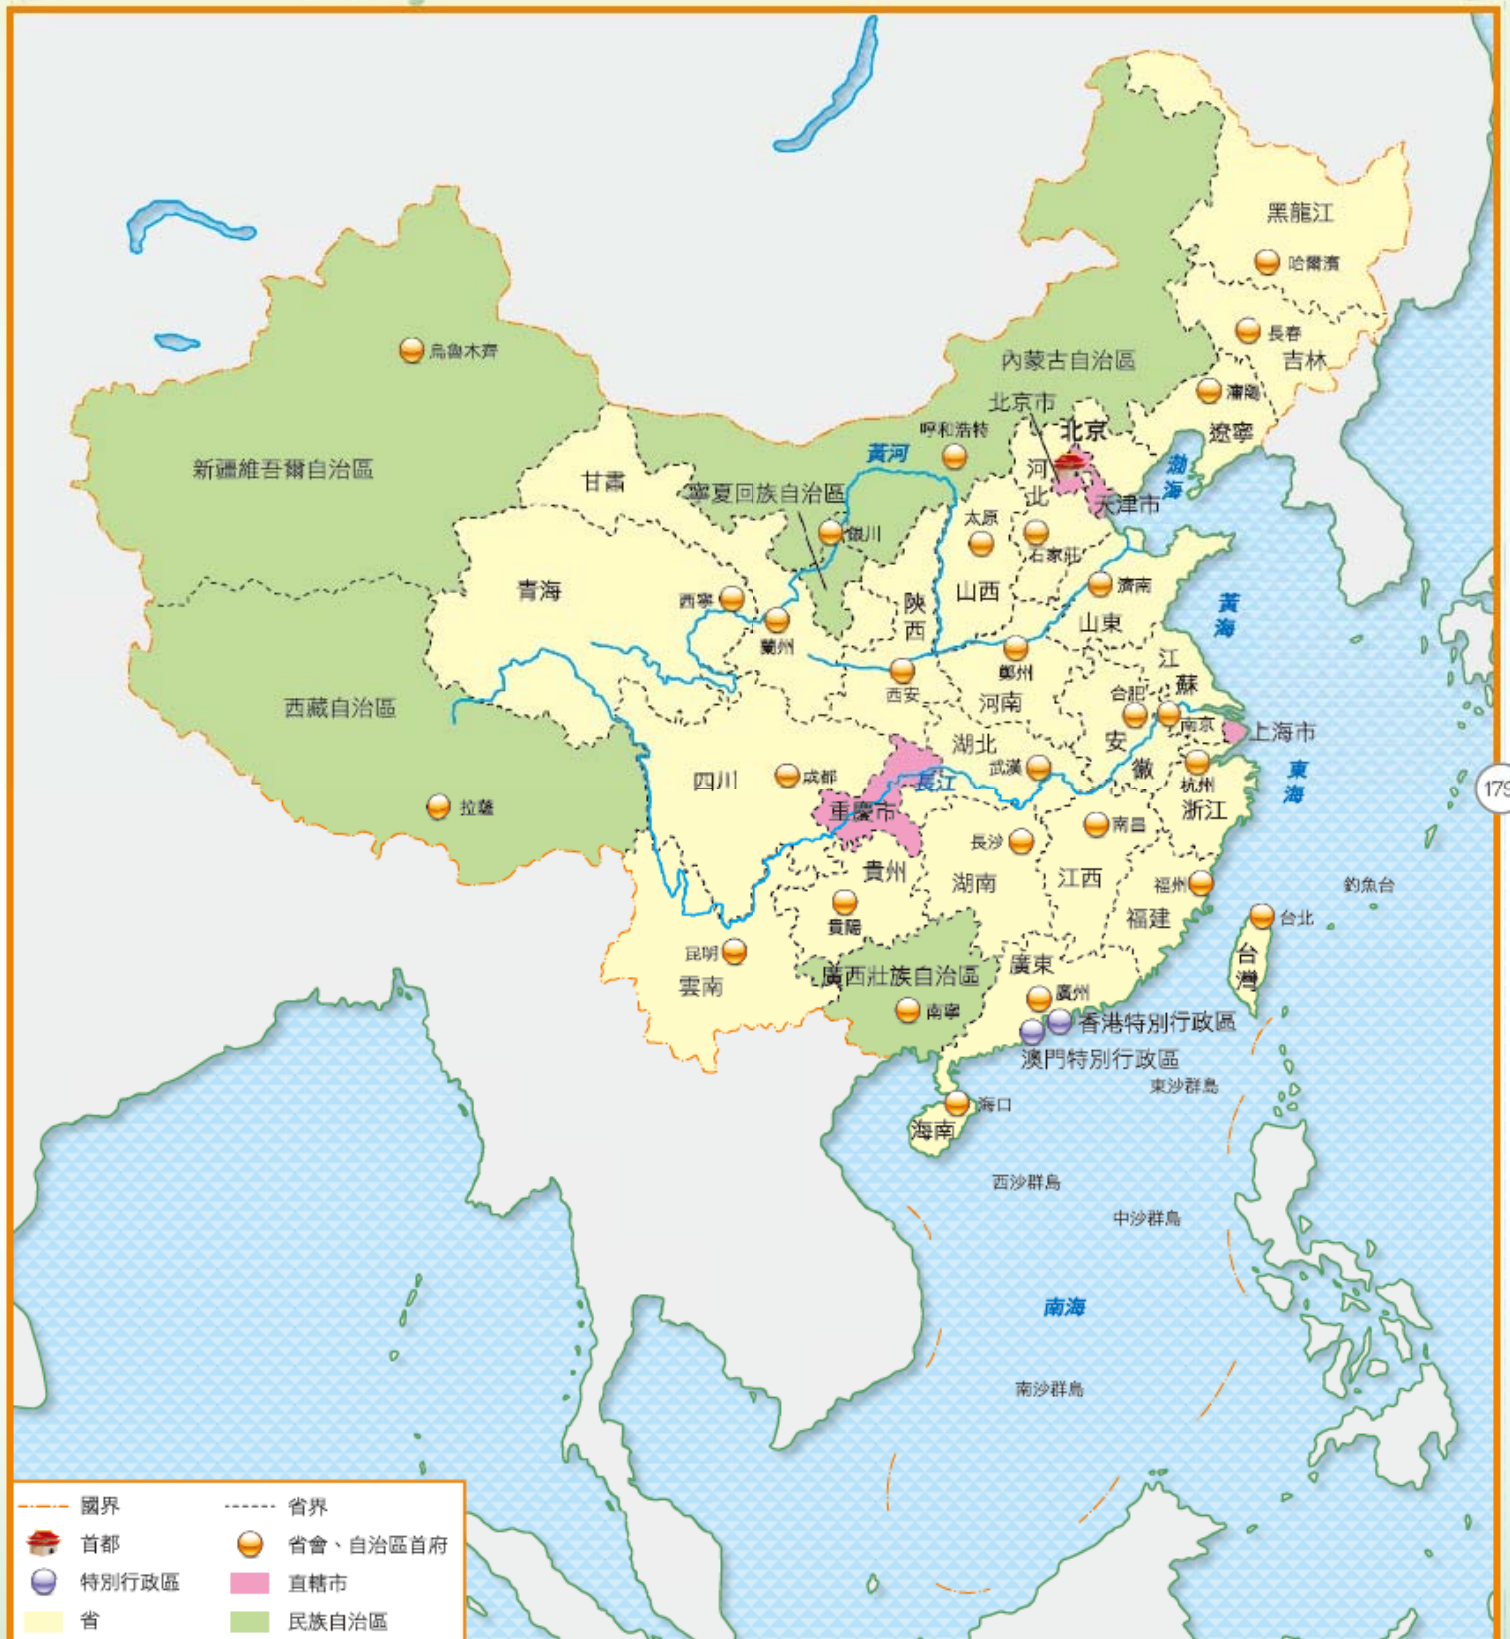 黑龍江
哈爾濱
長春
吉林
烏魯木齊
內蒙古自治區
瀋陽
北京市
遼寧
呼和浩特
北京
黃河
渤海
新疆維吾爾自治區
甘肅
河北
寧夏回族自治區
天津市
太原
銀川
石家莊
青海
濟南
山西
西寧
陝西
黃海
山東
蘭州
鄭州
江蘇
西安
合肥
河南
西藏自治區
南京
上海市
湖北
安徽
武漢
四川
成都
長江
東海
杭州
179
拉薩
重慶市
浙江
南昌
長沙
貴州
湖南
江西
福州
釣魚台
貴陽
福建
台北
昆明
廣東
台灣
雲南
廣西壯族自治區
廣州
南寧
香港特別行政區
澳門特別行政區
東沙群島
海口
海南
西沙群島
中沙群島
南海
南沙群島
國界
省界
首都
省會、自治區首府
特別行政區
直轄市
省
民族自治區